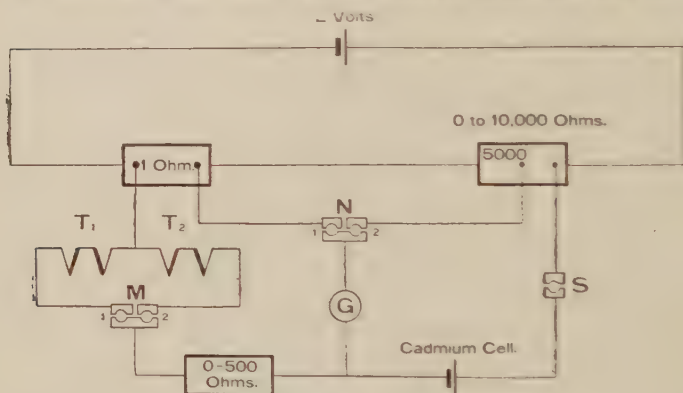 Volts
0 to 10,000 Ohms.
1 Ohm.
5000
N
T₁
T₂
1
2
M
1
2
G
S
0-500
Ohms.
Cadmium Cell.